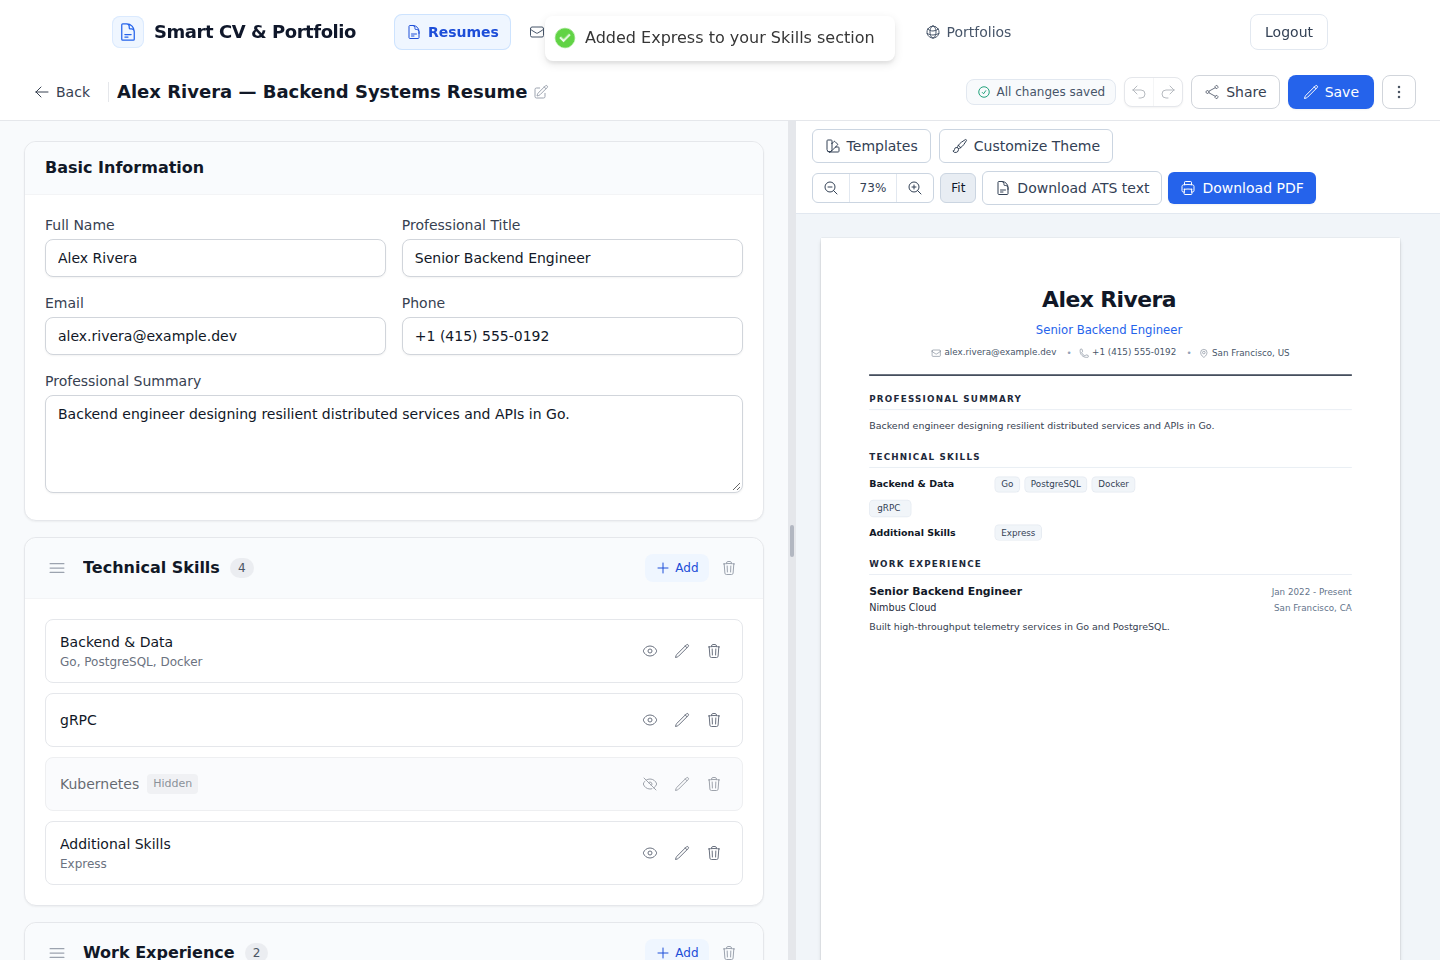 Smart CV & Portfolio
Resumes
Added Express to your Skills section
Portfolios
Logout
Back
Alex Rivera — Backend Systems Resume
All changes saved
Share
Save
Basic Information
Full Name
Professional Title
Alex Rivera
Senior Backend Engineer
Email
Phone
alex.rivera@example.dev
+1 (415) 555-0192
Professional Summary
Backend engineer designing resilient distributed services and APIs in Go.
Technical Skills
4
Add
Backend & Data
Go, PostgreSQL, Docker
gRPC
Kubernetes
Hidden
Additional Skills
Express
Work Experience
2
Add
Templates
Customize Theme
73%
Fit
Download ATS text
Download PDF
Alex Rivera
Senior Backend Engineer
alex.rivera@example.dev • +1 (415) 555-0192 • San Francisco, US
PROFESSIONAL SUMMARY
Backend engineer designing resilient distributed services and APIs in Go.
TECHNICAL SKILLS
Backend & Data Go PostgreSQL Docker
gRPC
Additional Skills Express
WORK EXPERIENCE
Senior Backend Engineer Jan 2022 - Present
Nimbus Cloud San Francisco, CA
Built high-throughput telemetry services in Go and PostgreSQL.